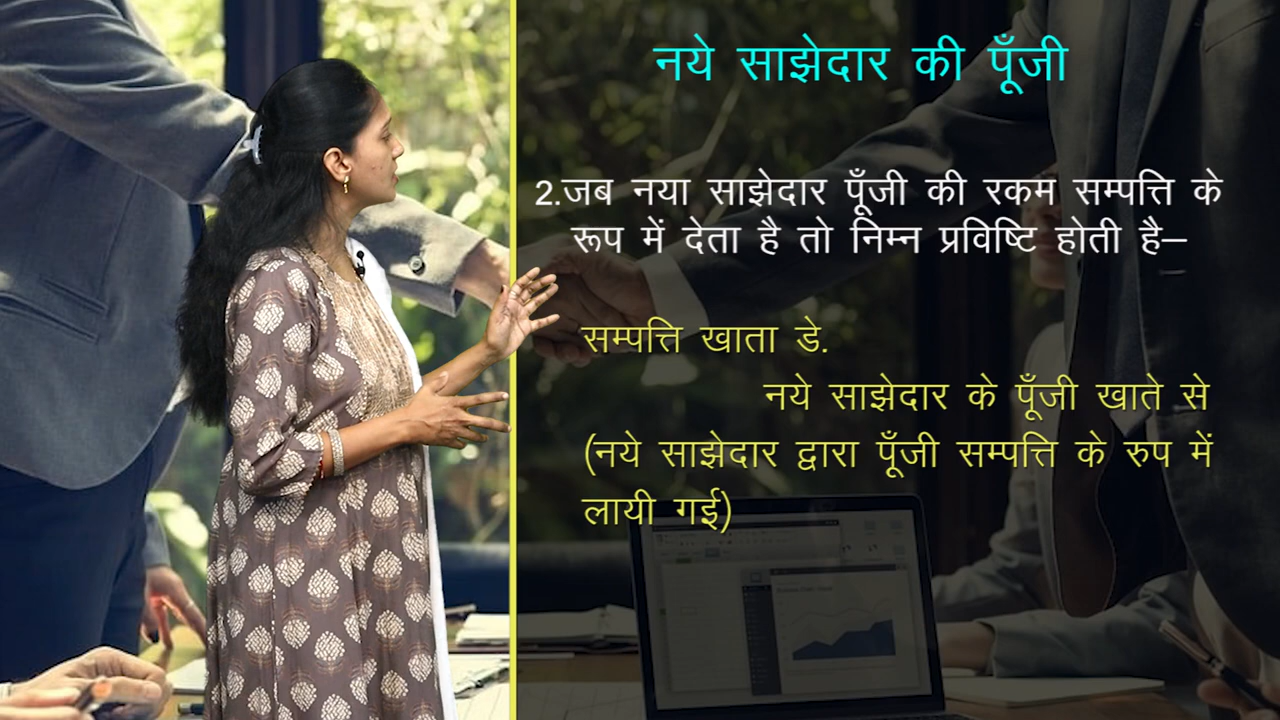 नये साझेदार की पूँजी
2.जब नया साझेदार पूँजी की रकम सम्पत्ति के
रूप में देता है तो निम्न प्रविष्टि होती है—
सम्पत्ति खाता डे.
नये साझेदार के पूँजी खाते से
(नये साझेदार द्वारा पूँजी सम्पत्ति के रुप में
लायी गई)